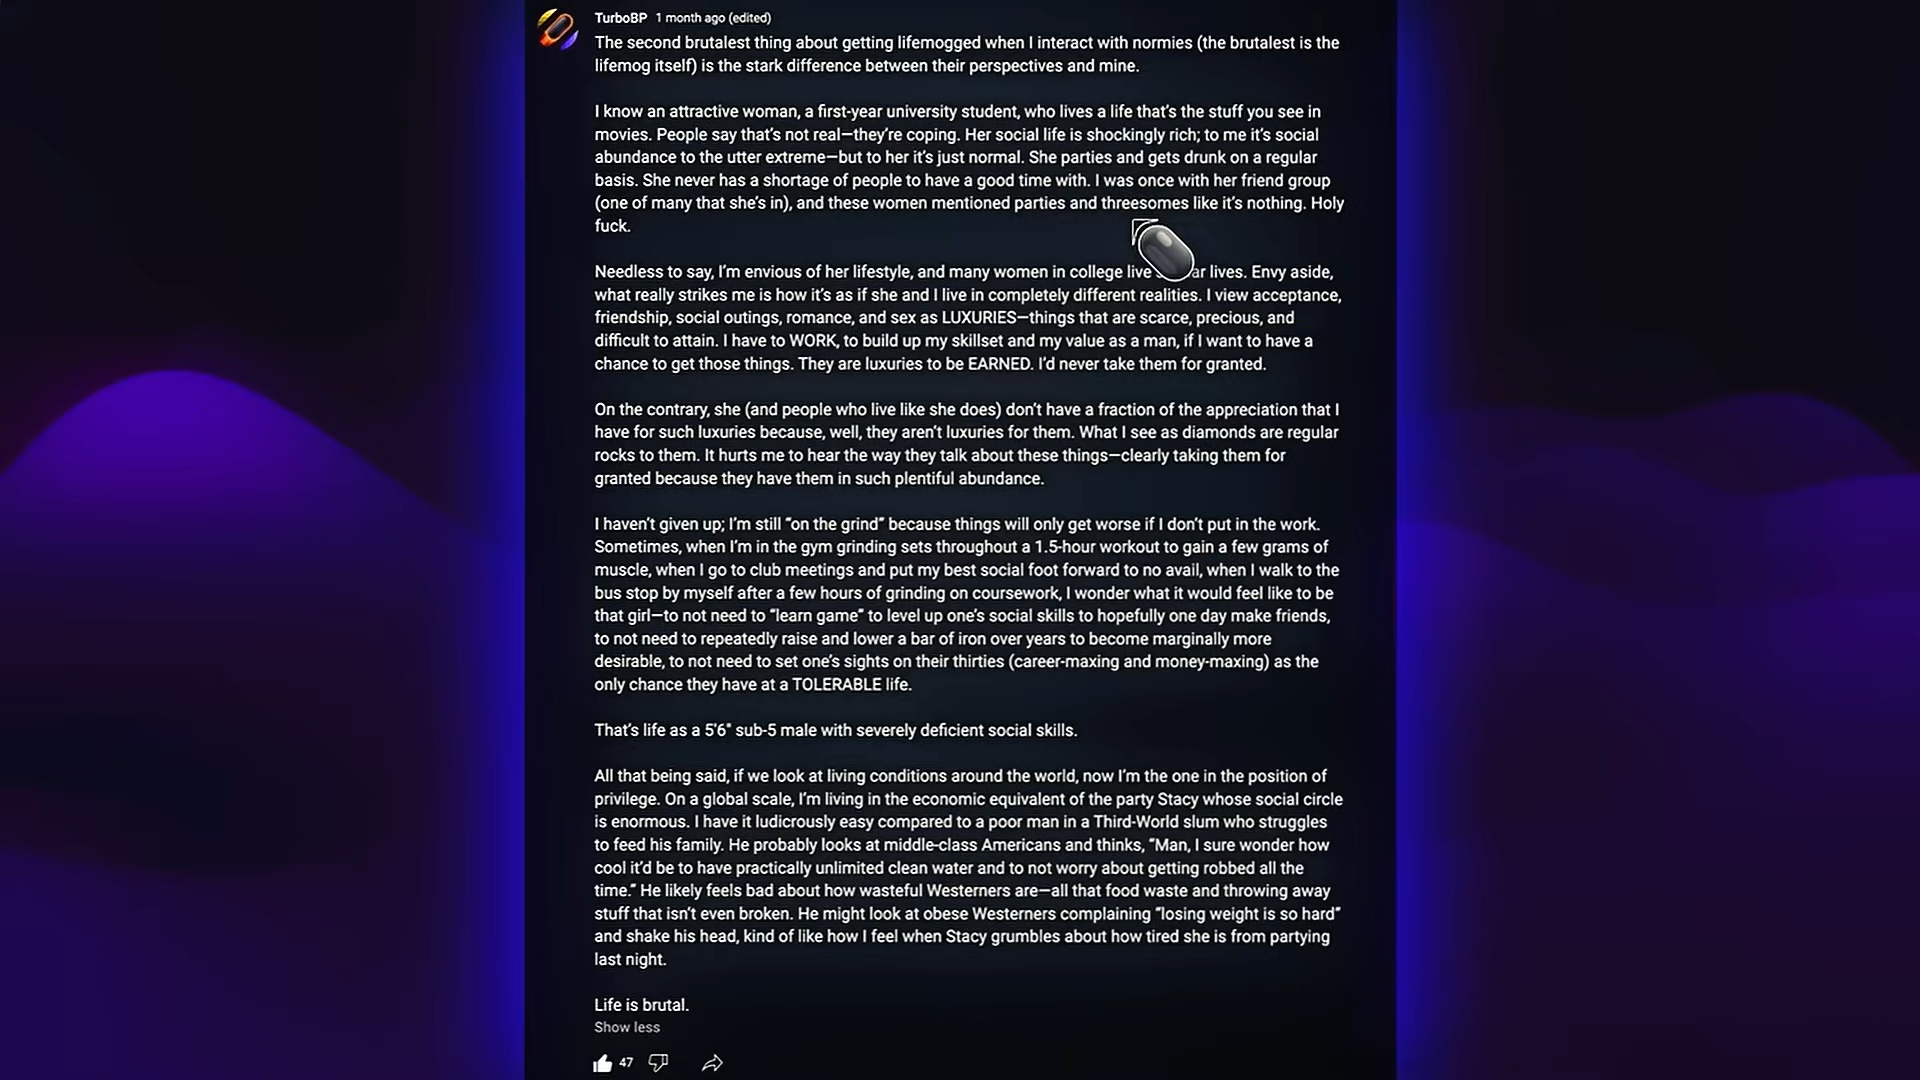 TurboBP 1 month ago (edited)
The second brutalest thing about getting lifemogged when I interact with normies (the brutalest is the
lifemog itself) is the stark difference between their perspectives and mine.
I know an attractive woman, a first-year university student, who lives a life that's the stuff you see in
movies. People say that's not real—they're coping. Her social life is shockingly rich; to me it's social
abundance to the utter extreme—but to her it's just normal. She parties and gets drunk on a regular
basis. She never has a shortage of people to have a good time with. I was once with her friend group
(one of many that she's in), and these women mentioned parties and threesomes like it's nothing. Holy
fuck.
Needless to say, I'm envious of her lifestyle, and many women in college live lives. Envy aside,
what really strikes me is how it's as if she and I live in completely different realities. I view acceptance,
friendship, social outings, romance, and sex as LUXURIES—things that are scarce, precious, and
difficult to attain. I have to WORK, to build up my skillset and my value as a man, if I want to have a
chance to get those things. They are luxuries to be EARNED. I'd never take them for granted.
On the contrary, she (and people who live like she does) don't have a fraction of the appreciation that I
have for such luxuries because, well, they aren't luxuries for them. What I see as diamonds are regular
rocks to them. It hurts me to hear the way they talk about these things—clearly taking them for
granted because they have them in such plentiful abundance.
I haven't given up; I'm still "on the grind" because things will only get worse if I don't put in the work.
Sometimes, when I'm in the gym grinding sets throughout a 1.5-hour workout to gain a few grams of
muscle, when I go to club meetings and put my best social foot forward to no avail, when I walk to the
bus stop by myself after a few hours of grinding on coursework, I wonder what it would feel like to be
that girl—to not need to "learn game" to level up one's social skills to hopefully one day make friends,
to not need to repeatedly raise and lower a bar of iron over years to become marginally more
desirable, to not need to set one's sights on their thirties (career-maxing and money-maxing) as the
only chance they have at a TOLERABLE life.
That's life as a 5'6" sub-5 male with severely deficient social skills.
All that being said, if we look at living conditions around the world, now I'm the one in the position of
privilege. On a global scale, I'm living in the economic equivalent of the party Stacy whose social circle
is enormous. I have it ludicrously easy compared to a poor man in a Third-World slum who struggles
to feed his family. He probably looks at middle-class Americans and thinks, "Man, I sure wonder how
cool it'd be to have practically unlimited clean water and to not worry about getting robbed all the
time." He likely feels bad about how wasteful Westerners are—all that food waste and throwing away
stuff that isn't even broken. He might look at obese Westerners complaining "losing weight is so hard"
and shake his head, kind of like how I feel when Stacy grumbles about how tired she is from partying
last night.
Life is brutal.
Show less
47